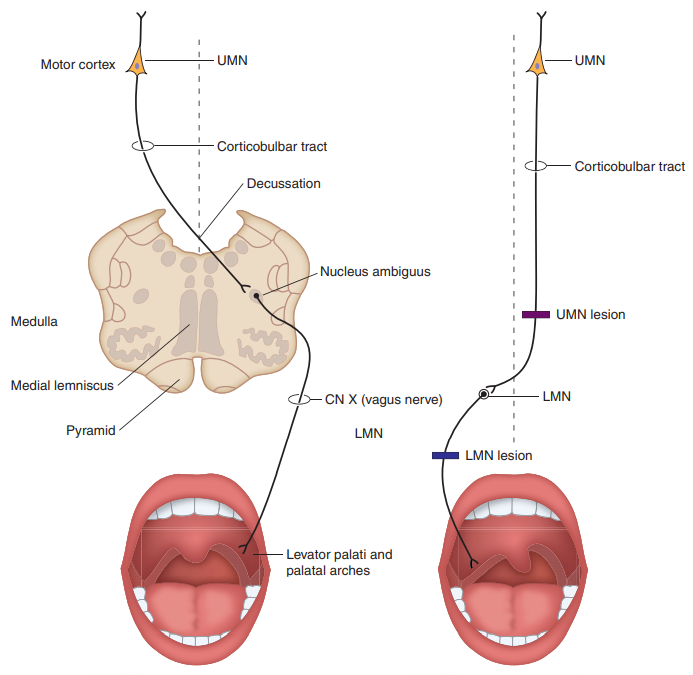 Motor cortex
UMN
Corticobulbar tract
Decussation
Nucleus ambiguus
Medulla
Medial lemniscus
Pyramid
CN X (vagus nerve)
LMN
Levator palati and
palatal arches
UMN
Corticobulbar tract
UMN lesion
LMN
LMN lesion